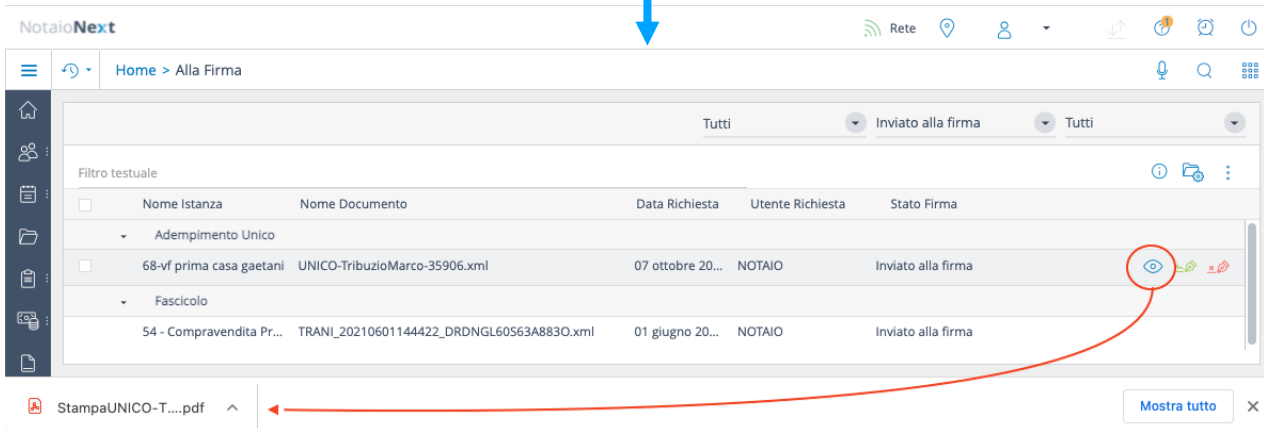 NotaioNext Rete 1
Home > Alla Firma
Tutti Inviato alla firma Tutti
Filtro testuale
Nome Istanza Nome Documento Data Richiesta Utente Richiesta Stato Firma
Adempimento Unico
68-vf prima casa gaetani UNICO-TribuzioMarco-35906.xml 07 ottobre 20... NOTAIO Inviato alla firma
Fascicolo
54 - Compravendita Pr... TRANI_20210601144422_DRDNGL60S63A883O.xml 01 giugno 20... NOTAIO Inviato alla firma
StampaUNICO-T....pdf Mostra tutto